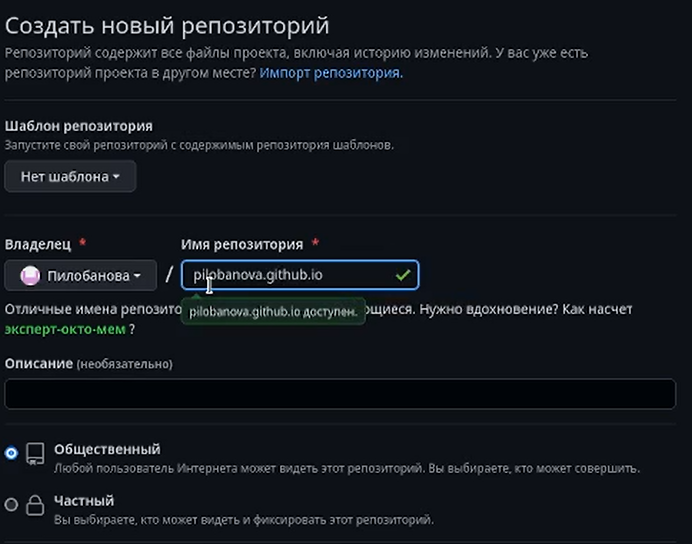 Создать новый репозиторий
Репозиторий содержит все файлы проекта, включая историю изменений. У вас уже есть
репозиторий проекта в другом месте? Импорт репозитория.
Шаблон репозитория
Запустите свой репозиторий с содержимым репозитория шаблонов.
Нет шаблона
Владелец * Имя репозитория *
Пилобанова / pilobanova.github.io
Отличные имена репозито ющиеся. Нужно вдохновение? Как насчет
pilobanova.github.io доступен.
эксперт-окто-мем ?
Описание (необязательно)
Общественный
Любой пользователь Интернета может видеть этот репозиторий. Вы выбираете, кто может совершить.
Частный
Вы выбираете, кто может видеть и фиксировать этот репозиторий.